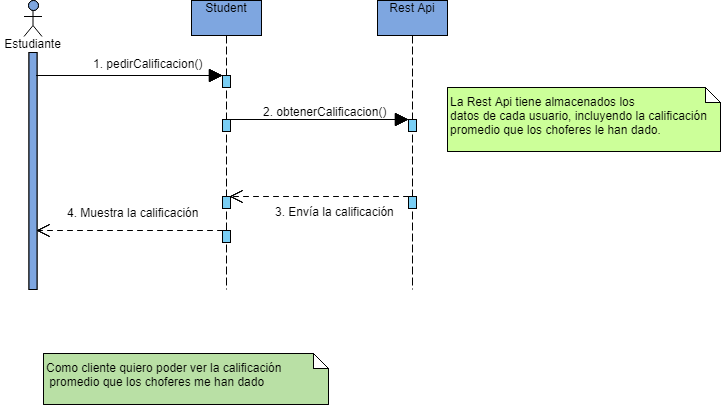 Student
Rest Api
Estudiante
1. pedirCalificacion()
2. obtenerCalificacion()
La Rest Api tiene almacenados los
datos de cada usuario, incluyendo la calificación
promedio que los choferes le han dado.
3. Envía la calificación
4. Muestra la calificación
Como cliente quiero poder ver la calificación
promedio que los choferes me han dado